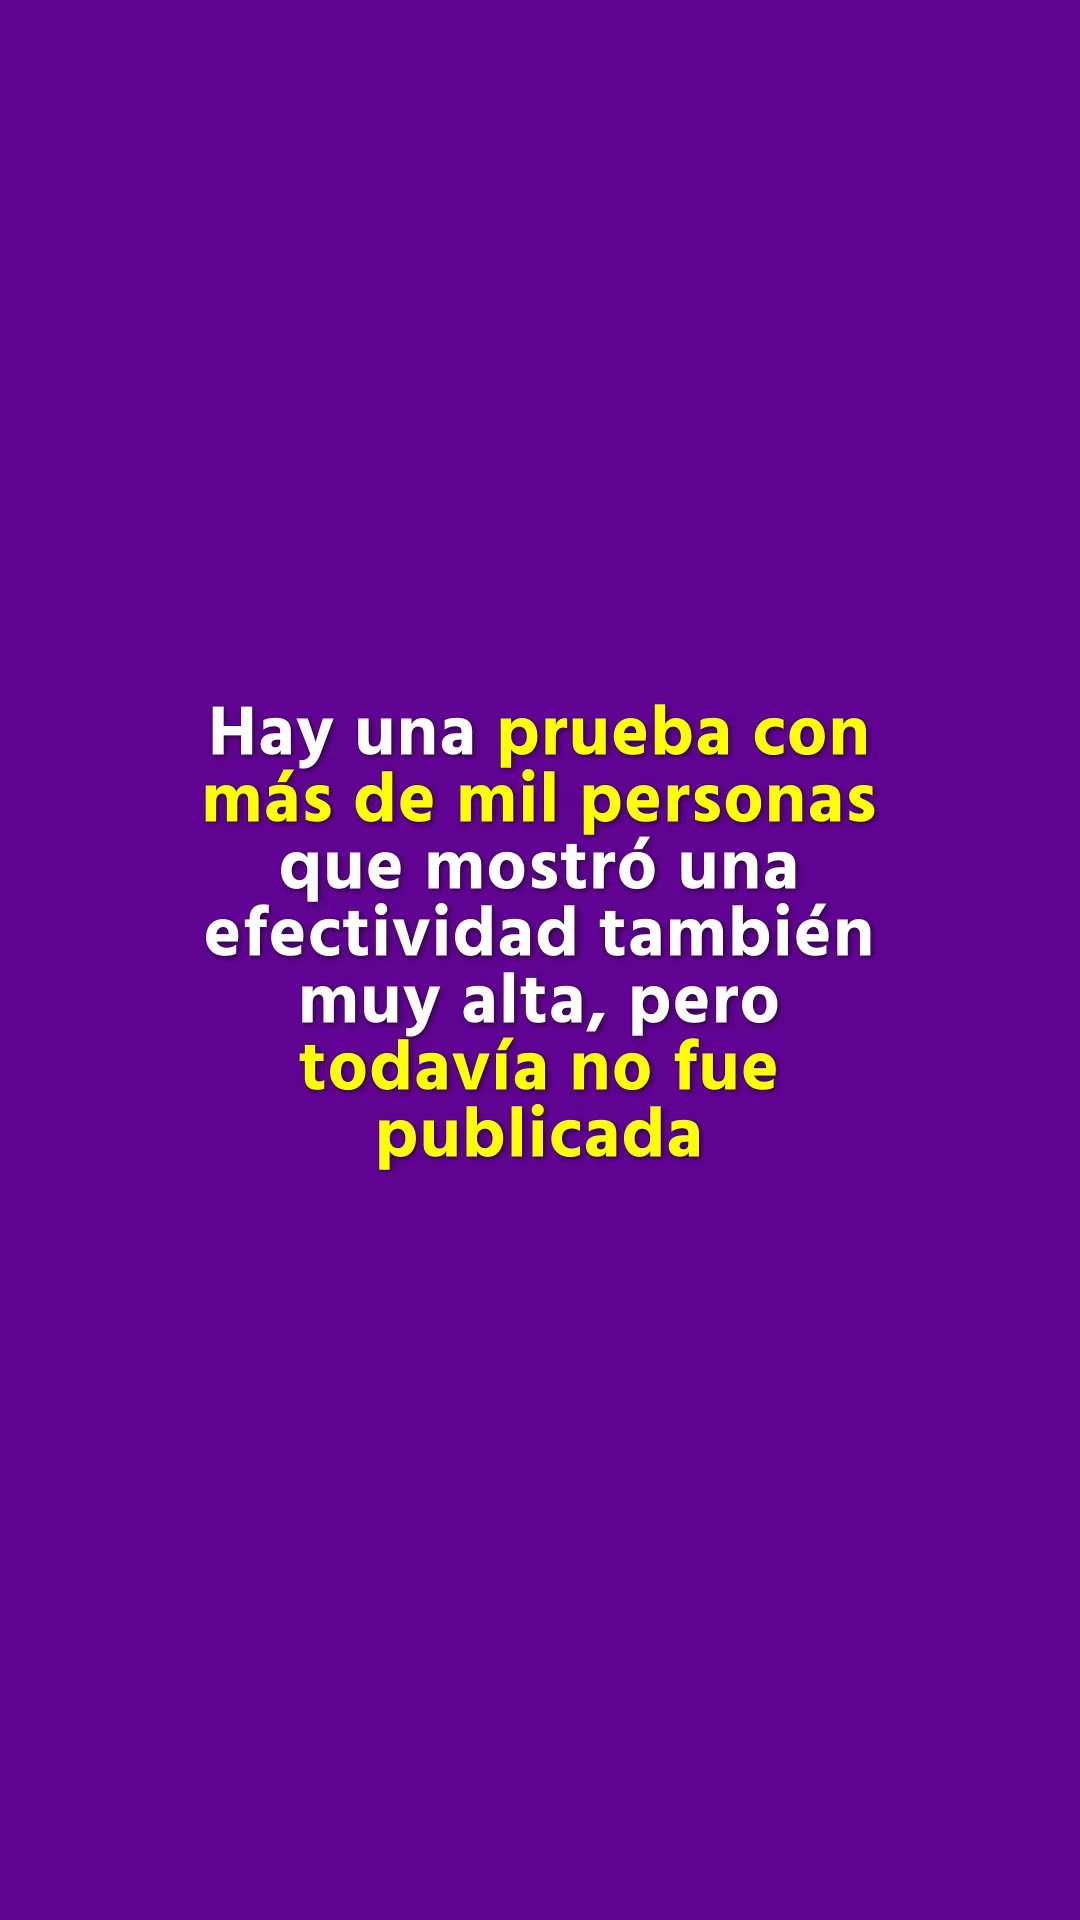 Hay una prueba con
más de mil personas
que mostró una
efectividad también
muy alta, pero
todavía no fue
publicada